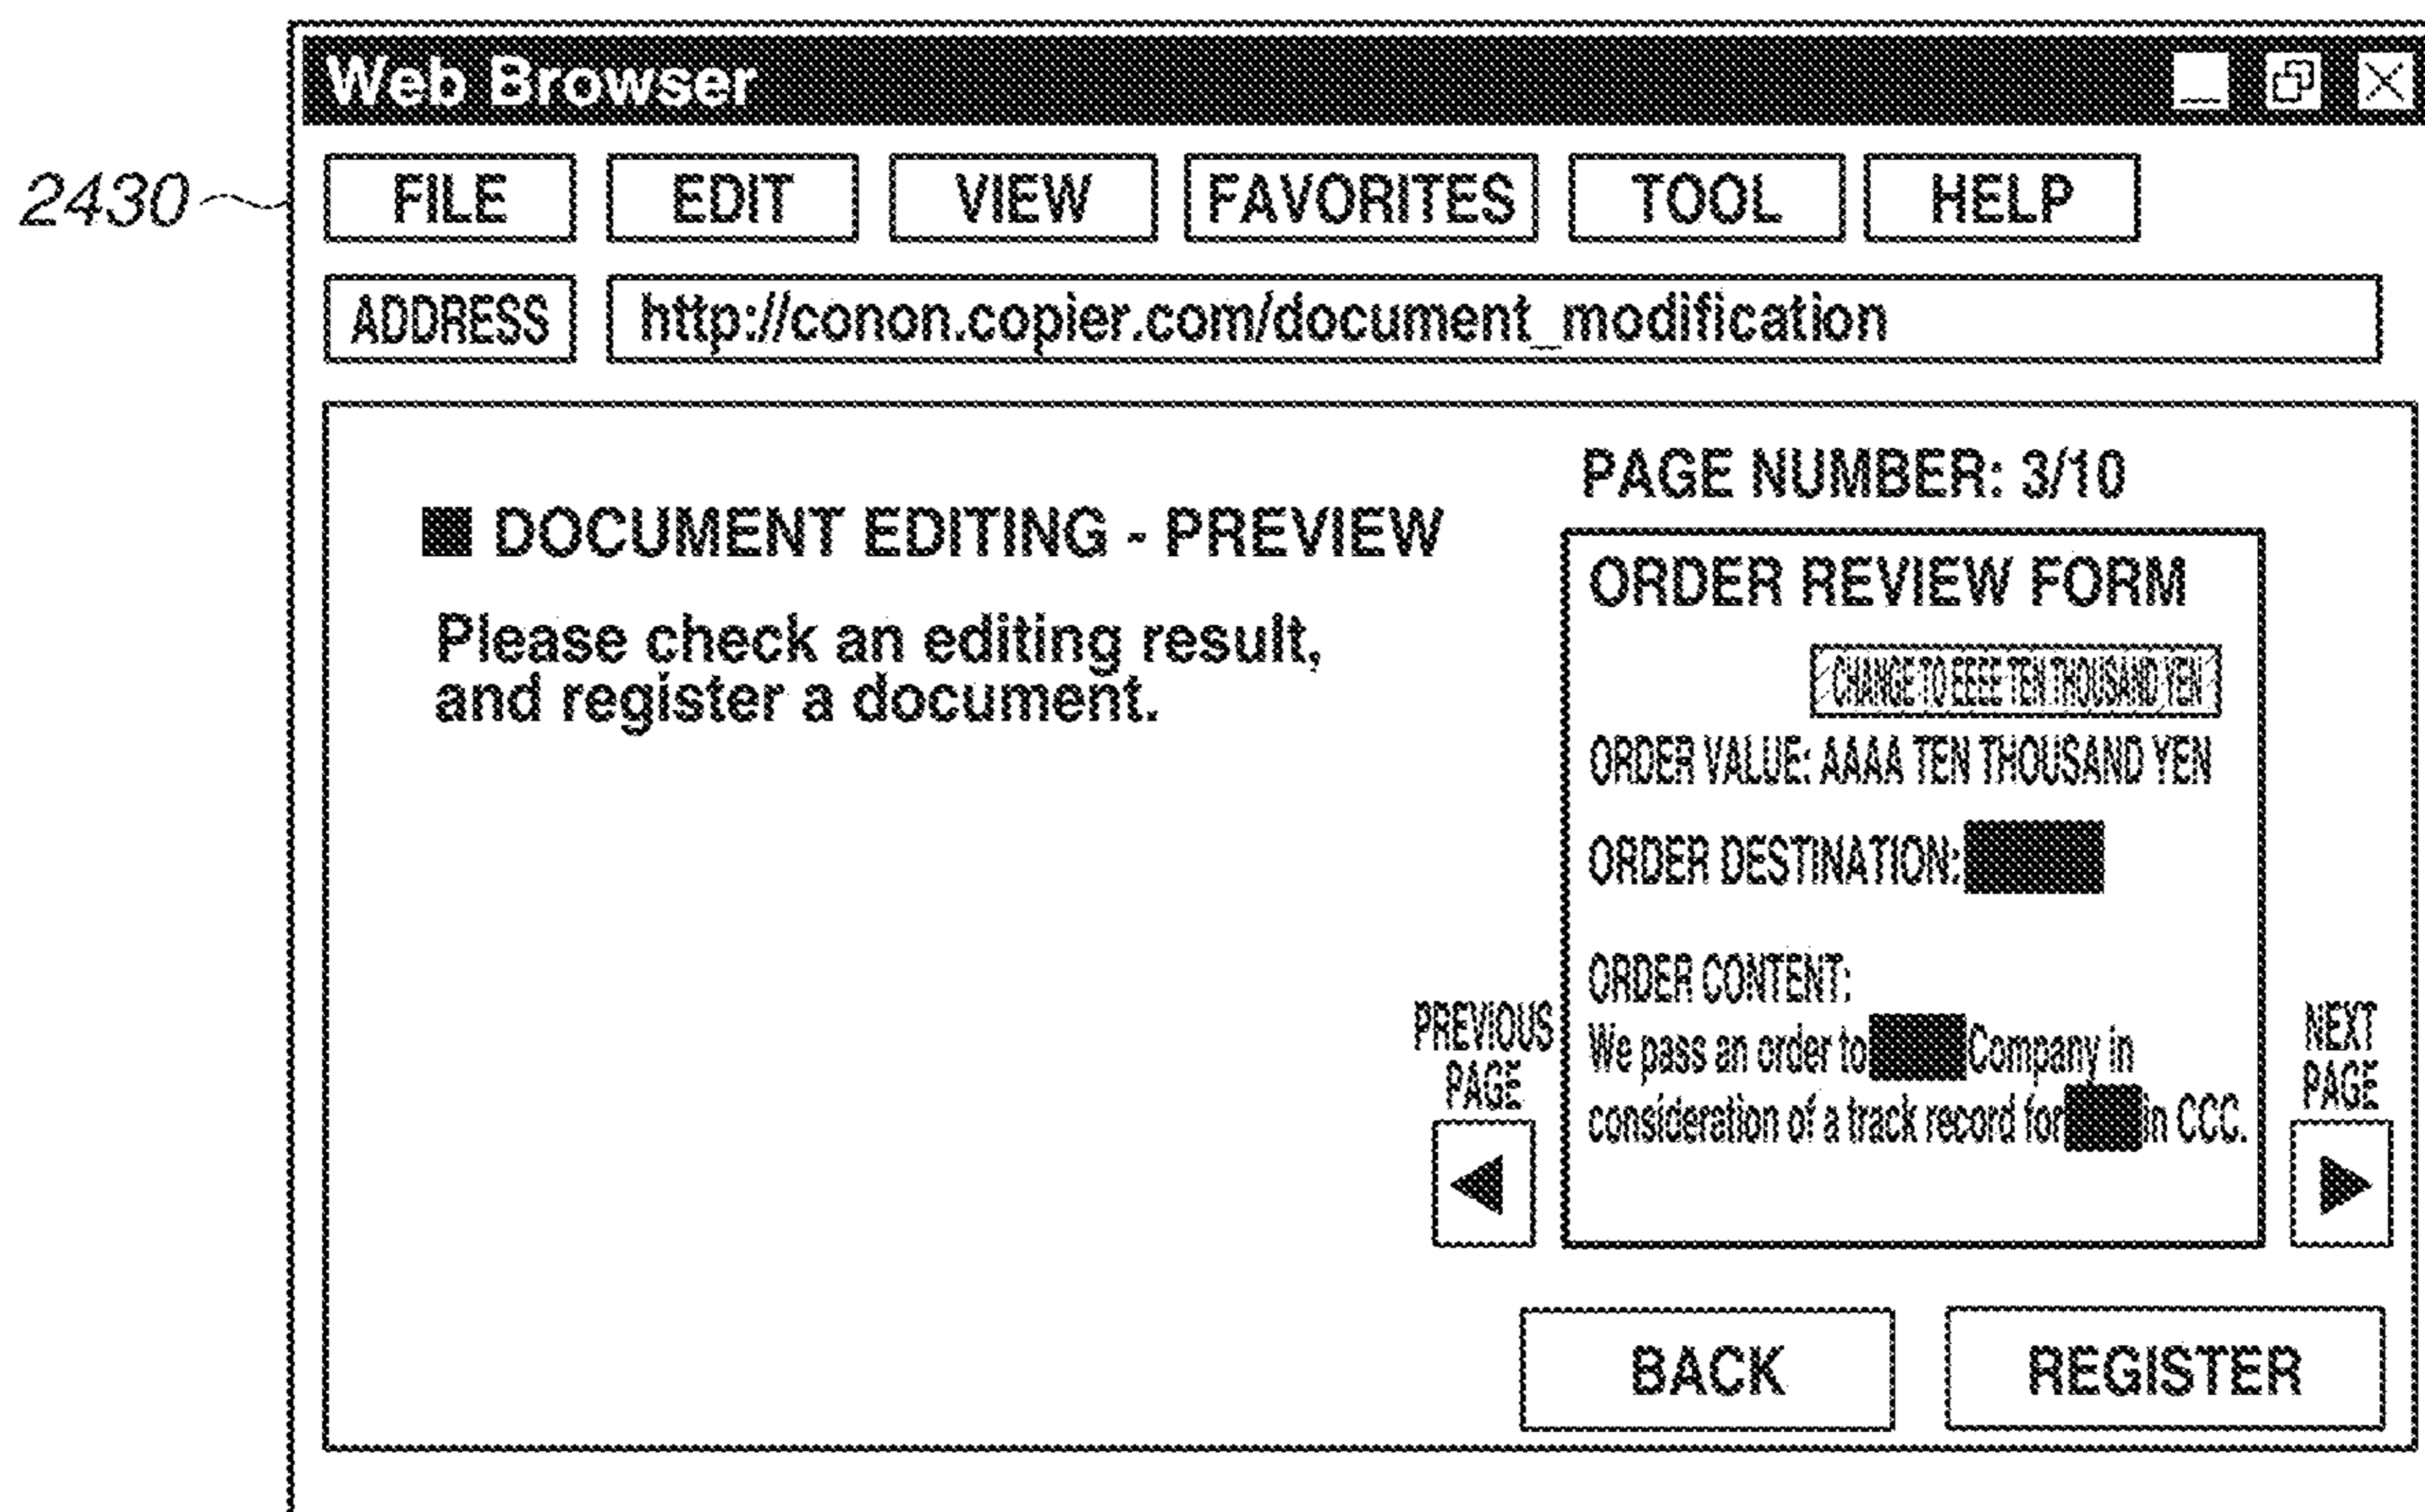 Web Browser
2430
FILE EDIT VIEW FAVORITES TOOL HELP
ADDRESS http://conon.copier.com/document_modification
PAGE NUMBER: 3/10
DOCUMENT EDITING - PREVIEW
Please check an editing result,
and register a document.
ORDER REVIEW FORM
CHANGE TO EEEE TEN THOUSAND YEN
ORDER VALUE: AAAA TEN THOUSAND YEN
ORDER DESTINATION:
ORDER CONTENT:
We pass an order to Company in
consideration of a track record for in CCC.
PREVIOUS
PAGE
NEXT
PAGE
BACK REGISTER